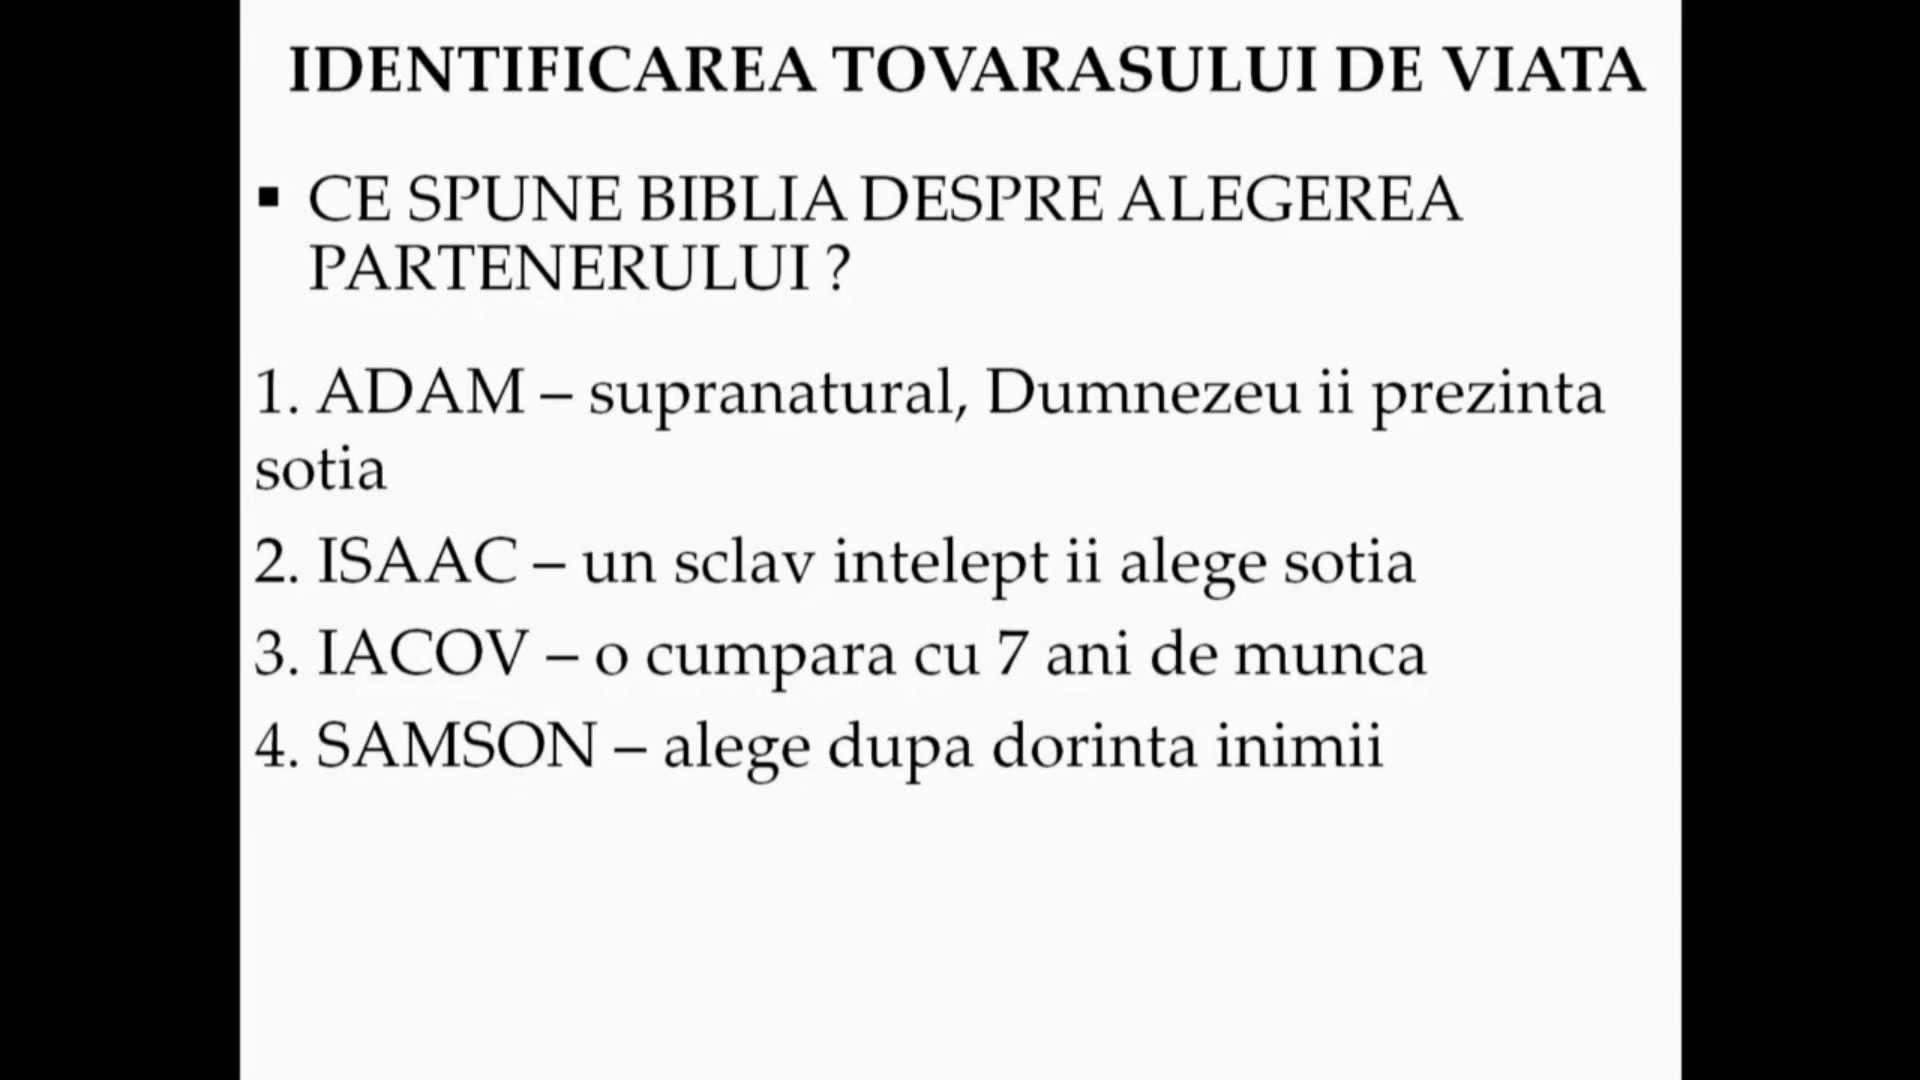 IDENTIFICAREA TOVARASULUI DE VIATA
▪ CE SPUNE BIBLIA DESPRE ALEGEREA
PARTENERULUI ?
1. ADAM – supranatural, Dumnezeu ii prezinta
sotia
2. ISAAC – un sclav intelept ii alege sotia
3. IACOV – o cumpara cu 7 ani de munca
4. SAMSON – alege dupa dorinta inimii